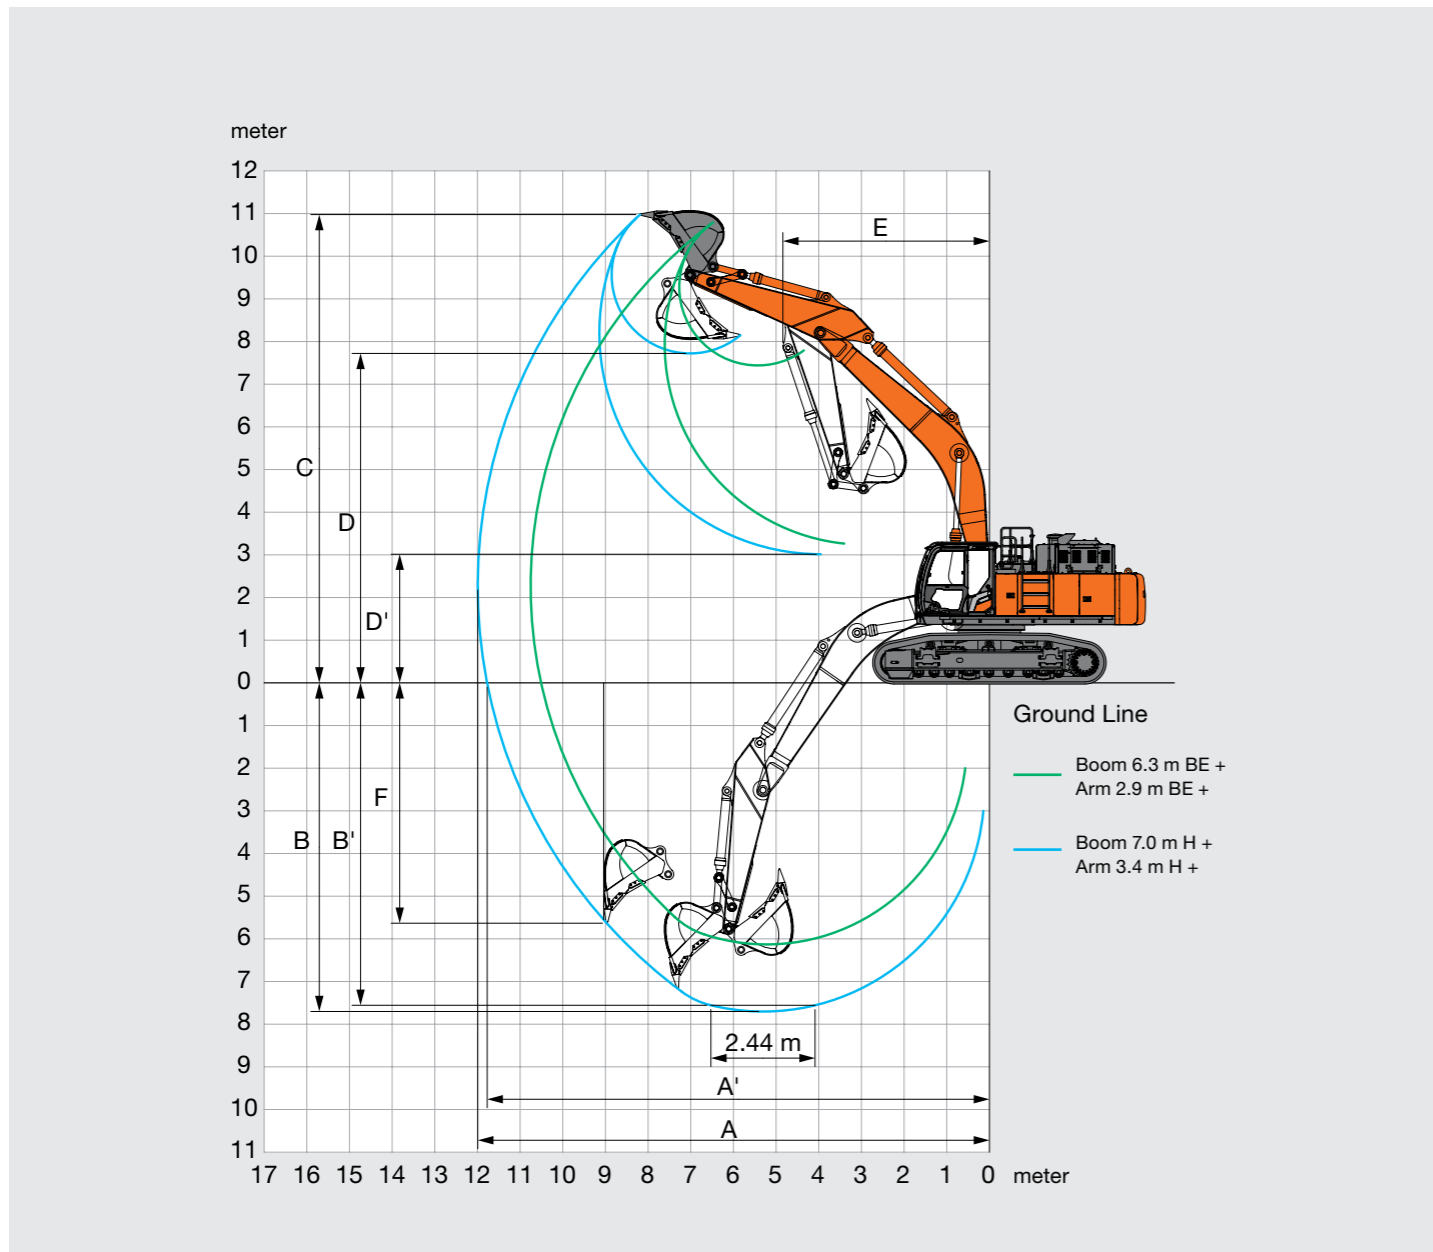 meter
12
11
E
10
9
8
7
6
C
5
D
4
3
2
D'
1
0
Ground Line
1
2
Boom 6.3 m BE +
Arm 2.9 m BE +
F
3
B
B'
4
Boom 7.0 m H +
Arm 3.4 m H +
5
6
7
8
2.44 m
9
A'
10
A
11
17 16 15 14 13 12 11 10 9 8 7 6 5 4 3 2 1 0 meter